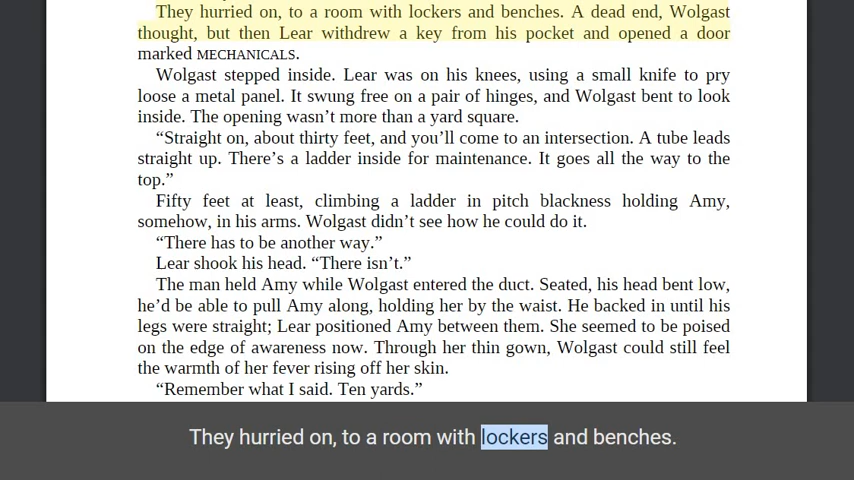 They hurried on, to a room with lockers and benches. A dead end, Wolgast
thought, but then Lear withdrew a key from his pocket and opened a door
marked MECHANICALS.
Wolgast stepped inside. Lear was on his knees, using a small knife to pry
loose a metal panel. It swung free on a pair of hinges, and Wolgast bent to look
inside. The opening wasn’t more than a yard square.
“Straight on, about thirty feet, and you’ll come to an intersection. A tube leads
straight up. There’s a ladder inside for maintenance. It goes all the way to the
top.”
Fifty feet at least, climbing a ladder in pitch blackness holding Amy,
somehow, in his arms. Wolgast didn’t see how he could do it.
“There has to be another way.”
Lear shook his head. “There isn’t.”
The man held Amy while Wolgast entered the duct. Seated, his head bent low,
he’d be able to pull Amy along, holding her by the waist. He backed in until his
legs were straight; Lear positioned Amy between them. She seemed to be poised
on the edge of awareness now. Through her thin gown, Wolgast could still feel
the warmth of her fever rising off her skin.
“Remember what I said. Ten yards.”
They hurried on, to a room with lockers and benches.